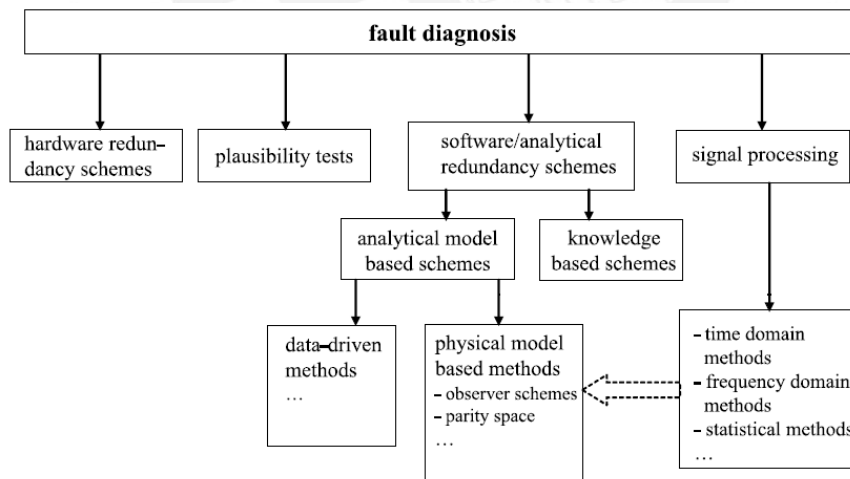 fault diagnosis
hardware redun-
dancy schemes
plausibility tests
software/analytical
redundancy schemes
signal processing
analytical model
based schemes
knowledge
based schemes
data-driven
methods
...
physical model
based methods
- observer schemes
- parity space
...
- time domain
methods
- frequency domain
methods
- statistical methods
...